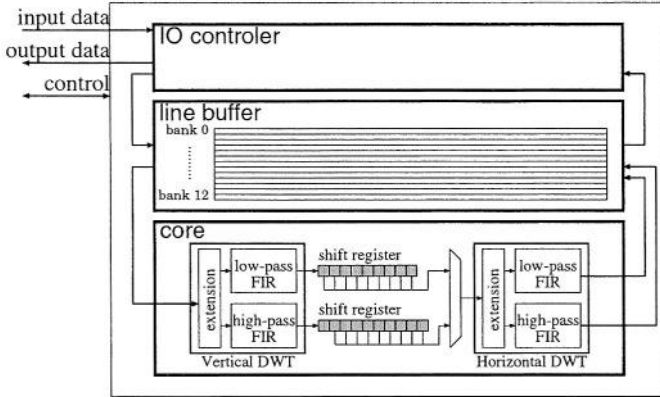 input data
output data
control
IO controler
line buffer
bank 0
bank 12
core
extension
low-pass
FIR
high-pass
FIR
Vertical DWT
shift register
shift register
extension
low-pass
FIR
high-pass
FIR
Horizontal DWT